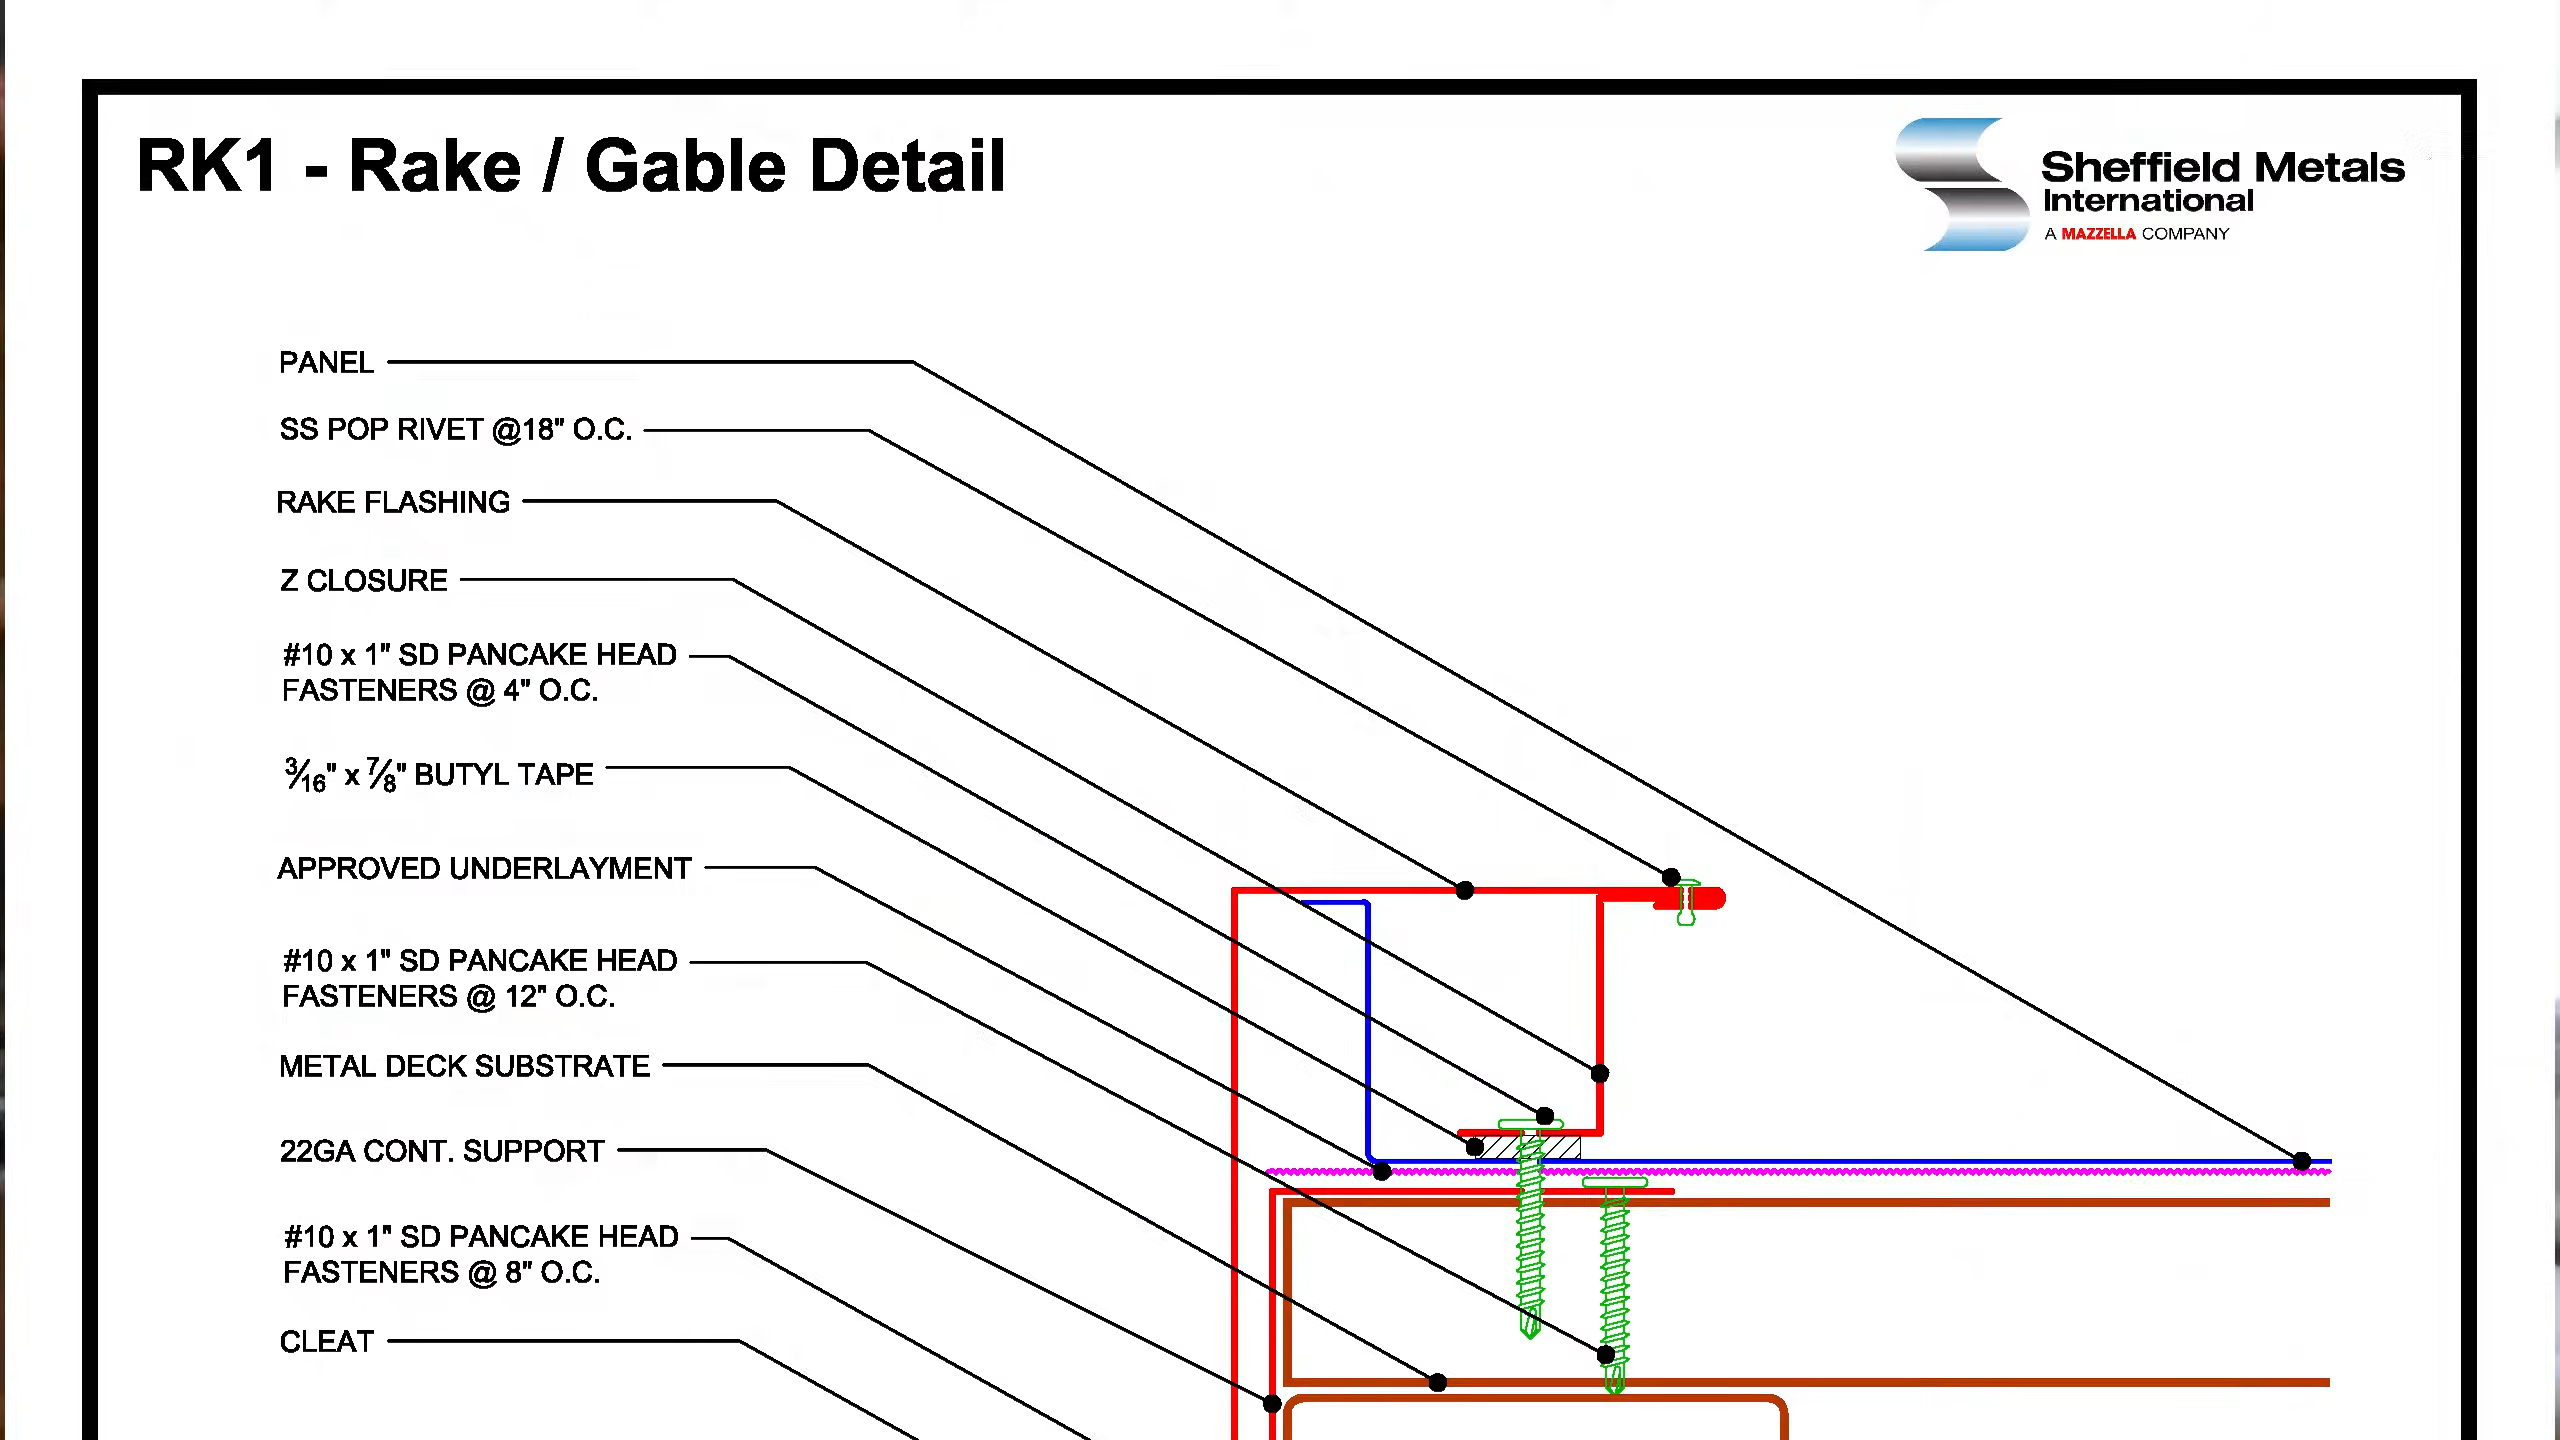 RK1 - Rake / Gable Detail
Sheffield Metals
International
A MAZZELLA COMPANY
PANEL
SS POP RIVET @18" O.C.
RAKE FLASHING
Z CLOSURE
#10 x 1" SD PANCAKE HEAD
FASTENERS @ 4" O.C.
3/16" x 7/8" BUTYL TAPE
APPROVED UNDERLAYMENT
#10 x 1" SD PANCAKE HEAD
FASTENERS @ 12" O.C.
METAL DECK SUBSTRATE
22GA CONT. SUPPORT
#10 x 1" SD PANCAKE HEAD
FASTENERS @ 8" O.C.
CLEAT